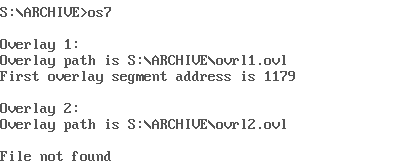 S:\ARCHIVE>os7
Overlay 1:
Overlay path is S:\ARCHIVE\ovrl1.ovl
First overlay segment address is 1179
Overlay 2:
Overlay path is S:\ARCHIVE\ovrl2.ovl
File not found